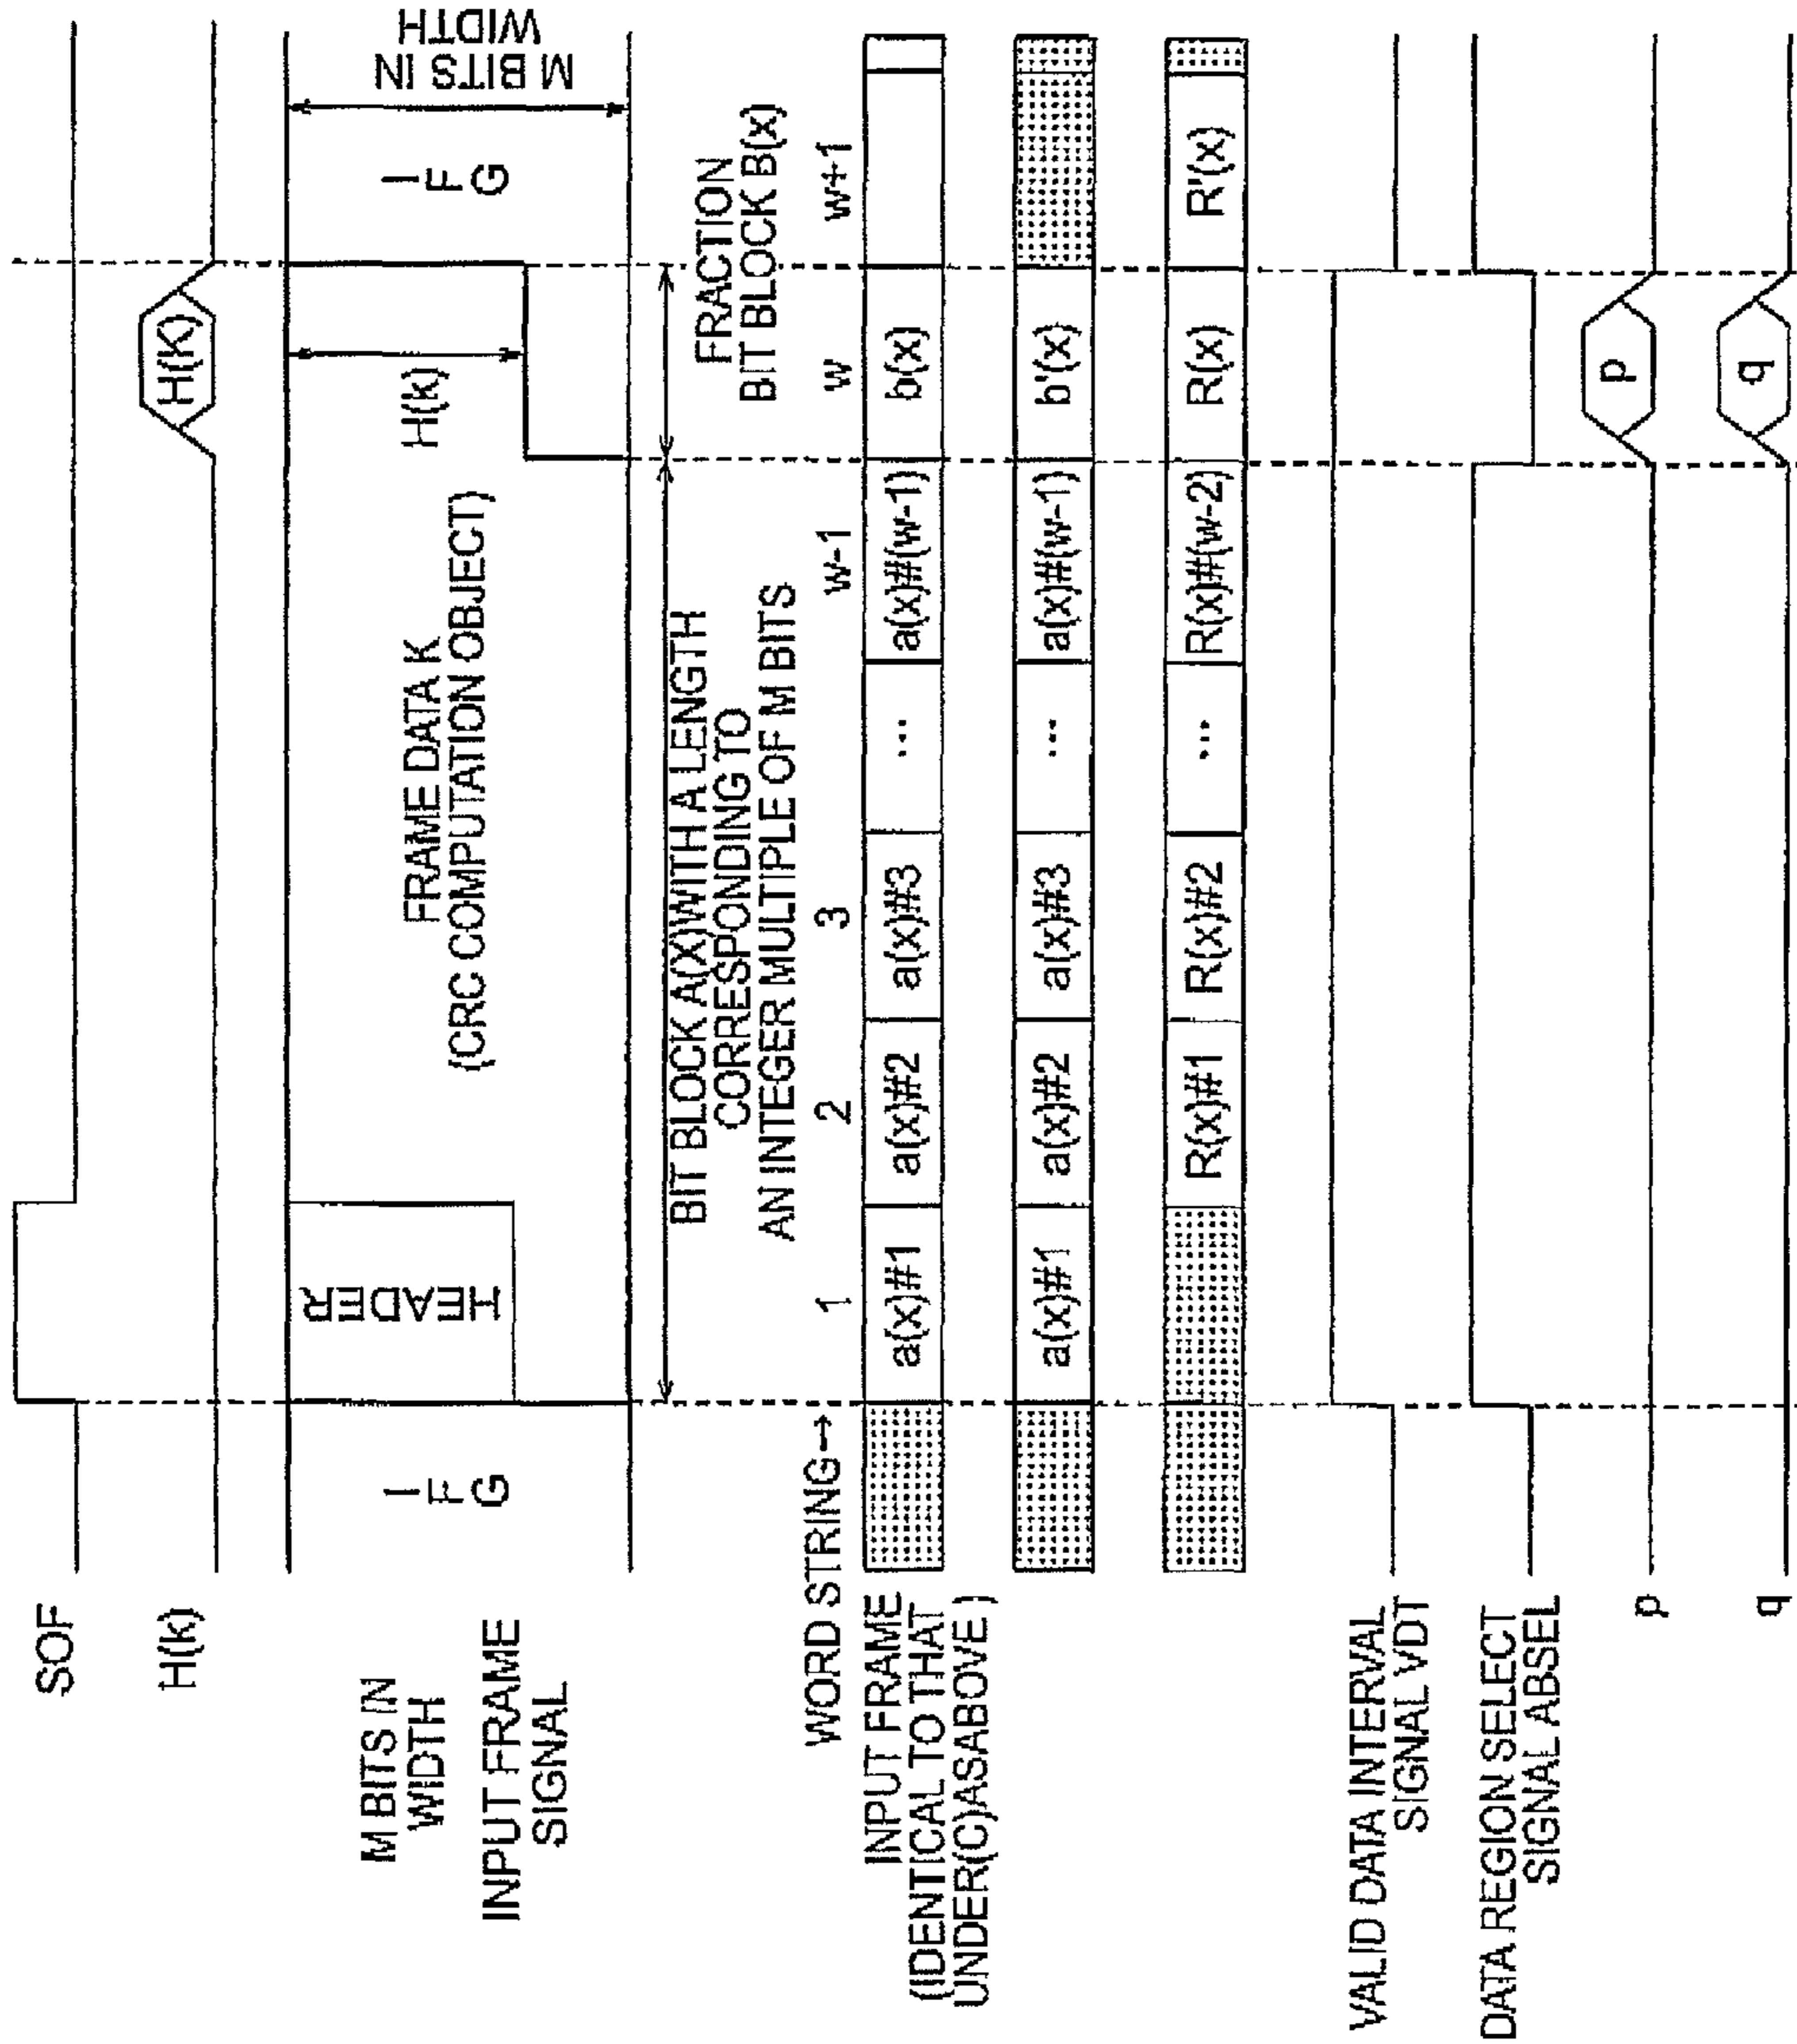 SOF
H(K)
H(k)
M BITS IN
WIDTH
INPUT FRAME
SIGNAL
I
F
G
HEADER
FRAME DATA K
(CRC COMPUTATION OBJECT)
H(k)
I
F
G
M BITS IN
WIDTH
BIT BLOCK A(X)WITH A LENGTH
CORRESPONDING TO
AN INTEGER MULTIPLE OF M BITS
FRACTION
BIT BLOCK B(x)
WORD STRING→
1 2 3 w-1 w w+1
INPUT FRAME
(IDENTICAL TO THAT
UNDER(C)ASABOVE)
a(x)#1 a(x)#2 a(x)#3 ... a(x)#(w-1) b(x)
a(x)#1 a(x)#2 a(x)#3 ... a(x)#(w-1) b'(x)
R(x)#1 R(x)#2 ... R(x)#(w-2) R(x) R'(x)
VALID DATA INTERVAL
SIGNAL VDT
DATA REGION SELECT
SIGNAL ABSEL
p
p
q
q